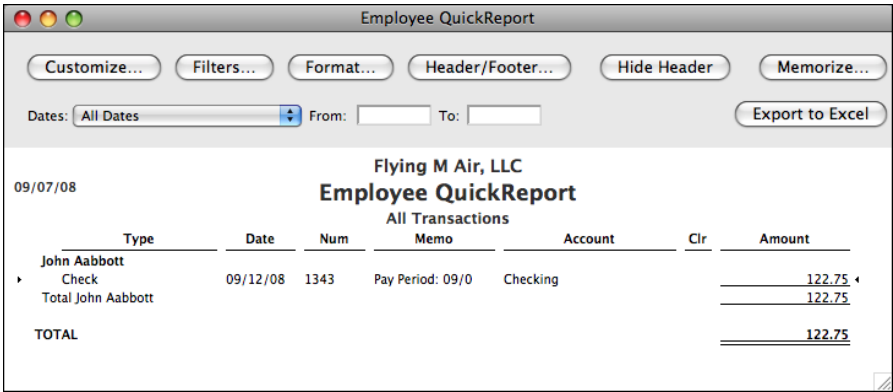 Employee QuickReport
Customize... Filters... Format... Header/Footer... Hide Header Memorize...
Dates: All Dates From: To: Export to Excel
Flying M Air, LLC
09/07/08 Employee QuickReport
All Transactions
Type Date Num Memo Account Clr Amount
John Aabbott
Check 09/12/08 1343 Pay Period: 09/0 Checking 122.75
Total John Aabbott 122.75
TOTAL 122.75